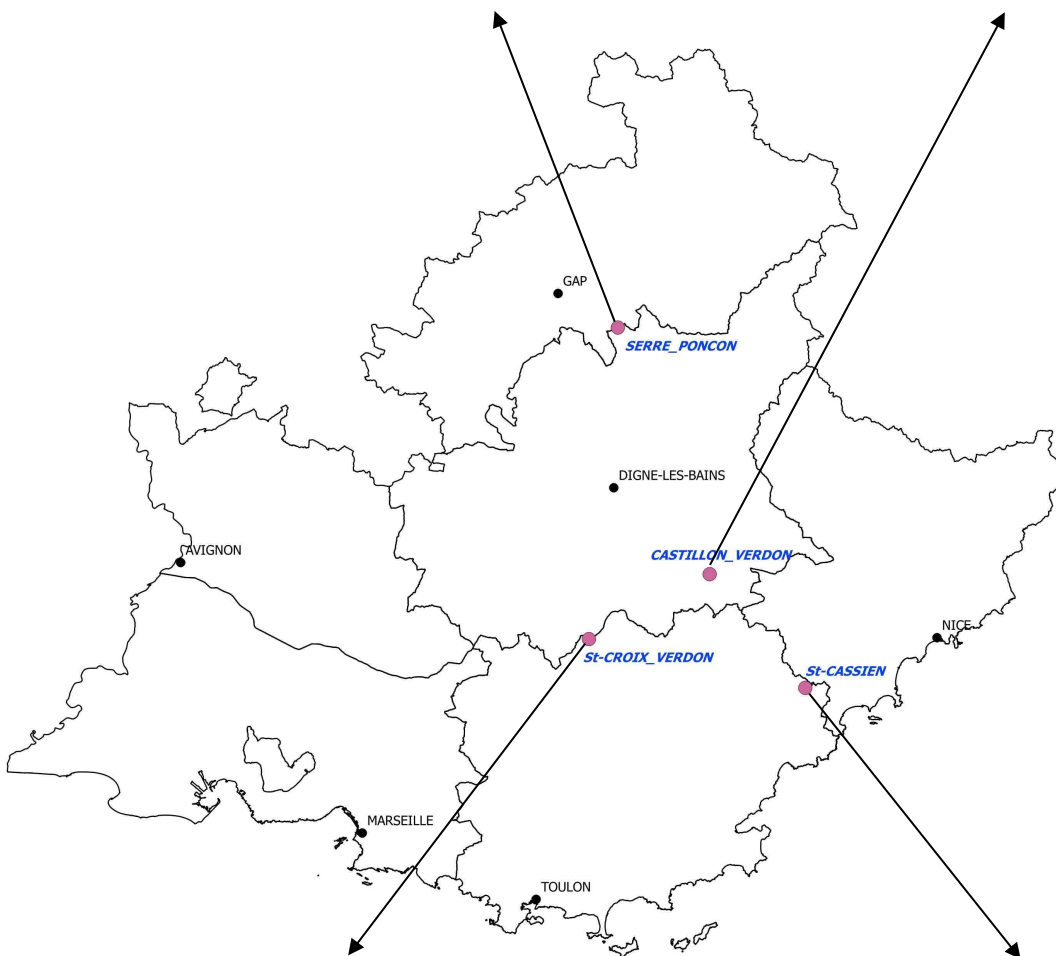 GAP
SERRE_PONCON
DIGNE-LES-BAINS
AVIGNON
CASTILLON_VERDON
NICE
St-CROIX_VERDON
St-CASSIEN
MARSEILLE
TOULON